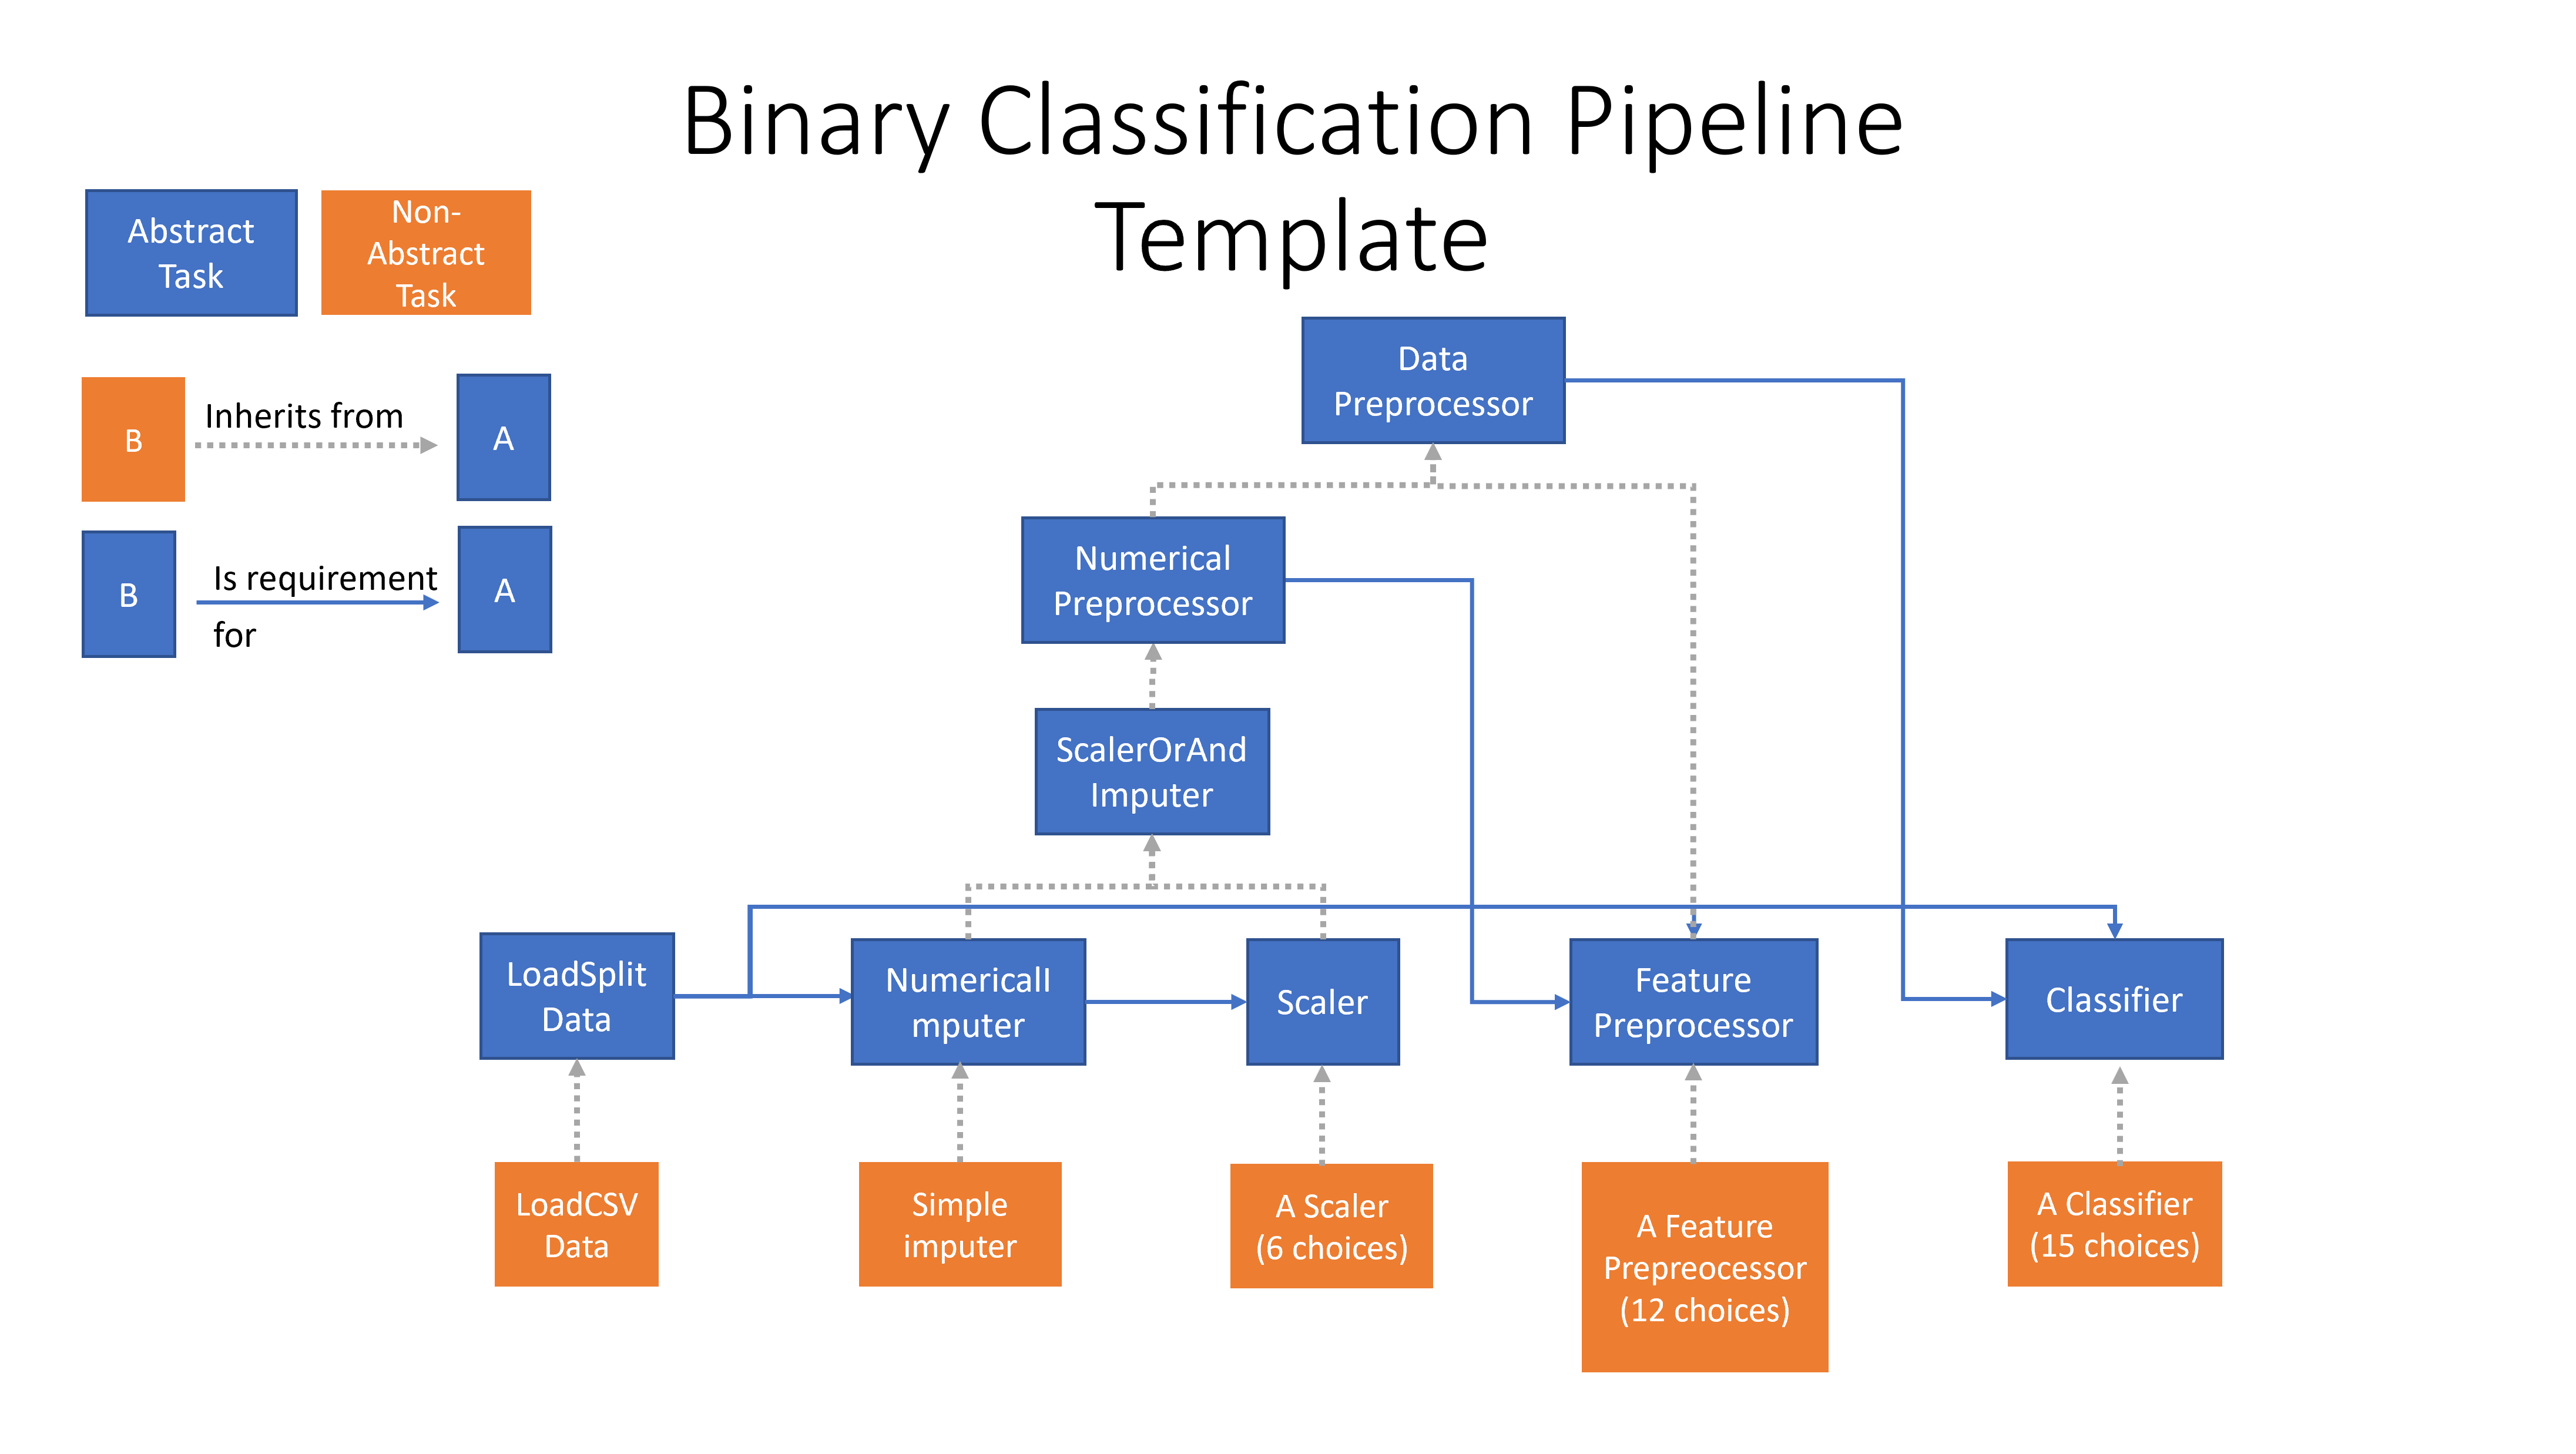 Binary Classification Pipeline
Template
Abstract
Task
Non-
Abstract
Task
B
Inherits from
A
B
Is requirement
for
A
Data
Preprocessor
Numerical
Preprocessor
ScalerOrAnd
Imputer
LoadSplit
Data
NumericalI
mputer
Scaler
Feature
Preprocessor
Classifier
LoadCSV
Data
Simple
imputer
A Scaler
(6 choices)
A Feature
Prepreocessor
(12 choices)
A Classifier
(15 choices)